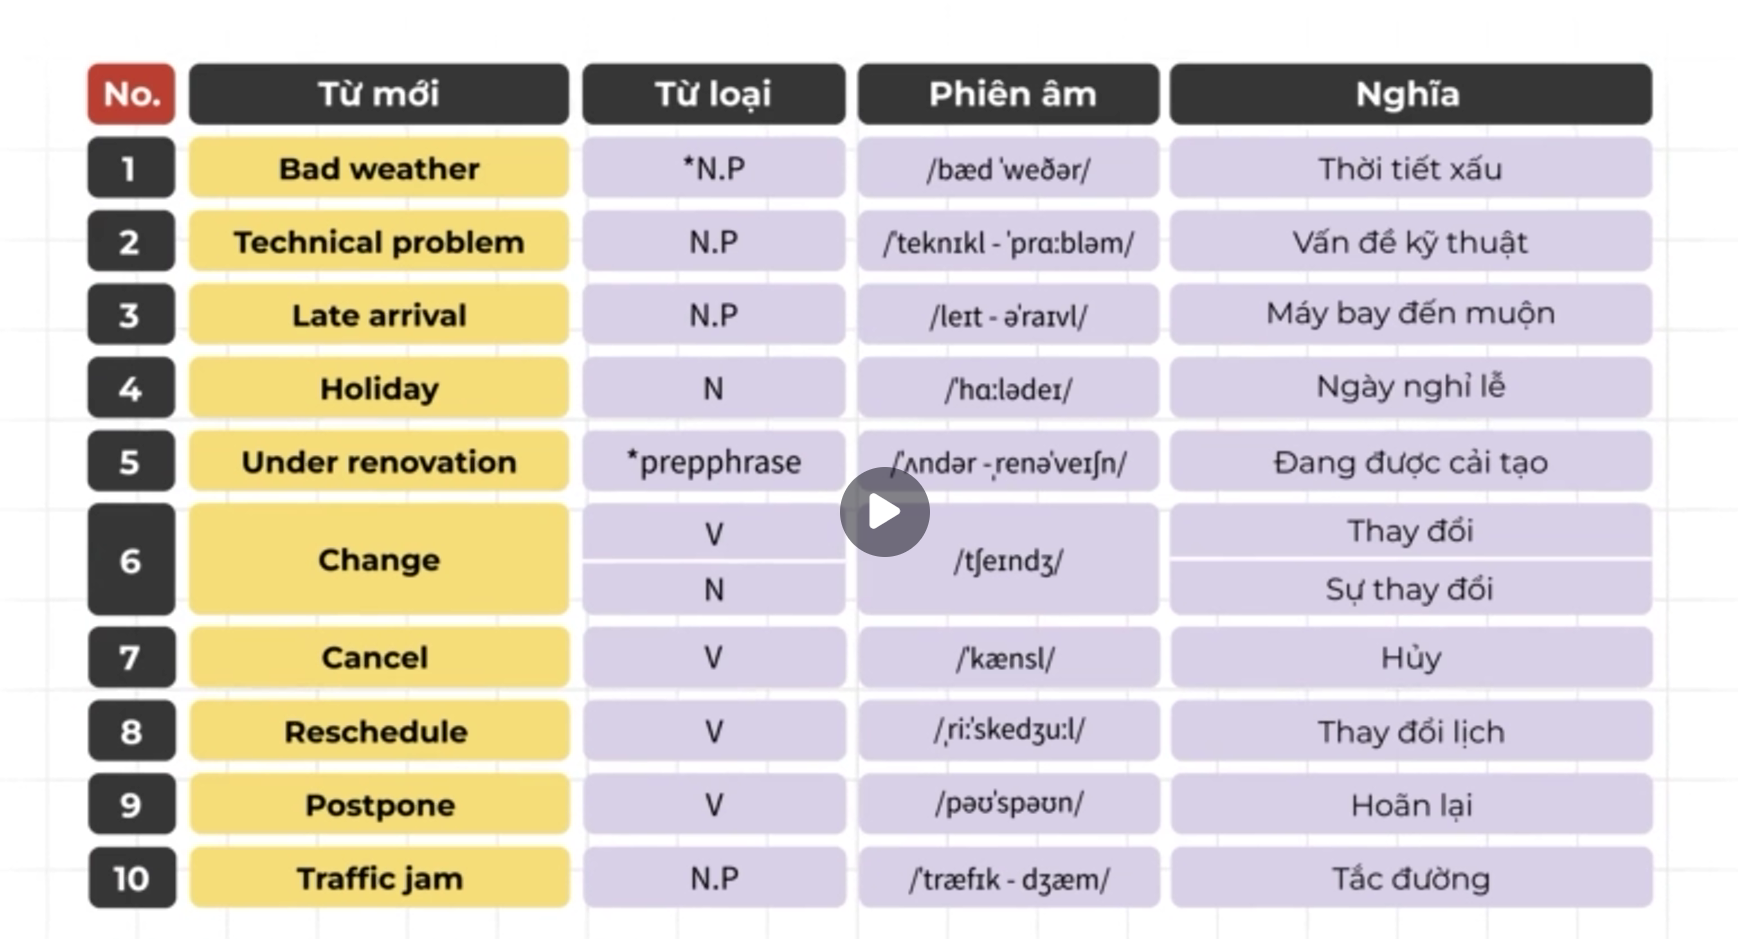 No. Từ mới Từ loại Phiên âm Nghĩa
1 Bad weather *N.P /bæd ˈweðər/ Thời tiết xấu
2 Technical problem N.P /ˈteknɪkl - ˈprɑːbləm/ Vấn đề kỹ thuật
3 Late arrival N.P /leɪt - əˈraɪvl/ Máy bay đến muộn
4 Holiday N /ˈhɑːlədeɪ/ Ngày nghỉ lễ
5 Under renovation *prepphrase /ˈʌndər -ˌrenəˈveɪʃn/ Đang được cải tạo
6 Change V /tʃeɪndʒ/ Thay đổi
N Sự thay đổi
7 Cancel V /ˈkænsl/ Hủy
8 Reschedule V /ˌriːˈskedʒuːl/ Thay đổi lịch
9 Postpone V /pəʊˈspəʊn/ Hoãn lại
10 Traffic jam N.P /ˈtræfɪk - dʒæm/ Tắc đường